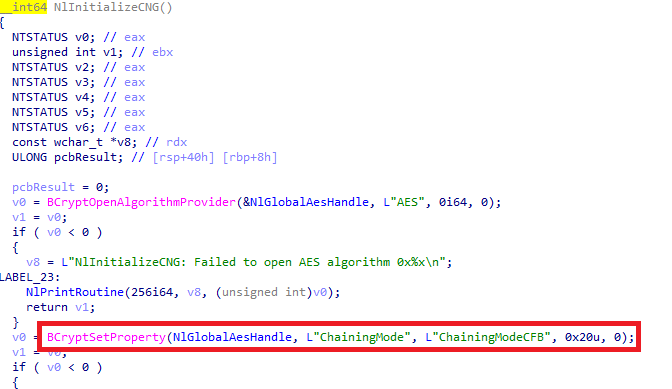 __int64 NlInitializeCNG()
{
NTSTATUS v0; // eax
unsigned int v1; // ebx
NTSTATUS v2; // eax
NTSTATUS v3; // eax
NTSTATUS v4; // eax
NTSTATUS v5; // eax
NTSTATUS v6; // eax
const wchar_t *v8; // rdx
ULONG pcbResult; // [rsp+40h] [rbp+8h]
pcbResult = 0;
v0 = BCryptOpenAlgorithmProvider(&NlGlobalAesHandle, L"AES", 0i64, 0);
v1 = v0;
if ( v0 < 0 )
{
v8 = L"NlInitializeCNG: Failed to open AES algorithm 0x%x\n";
LABEL_23:
NlPrintRoutine(256i64, v8, (unsigned int)v0);
return v1;
}
v0 = BCryptSetProperty(NlGlobalAesHandle, L"ChainingMode", L"ChainingModeCFB", 0x20u, 0);
v1 = v0;
if ( v0 < 0 )
{